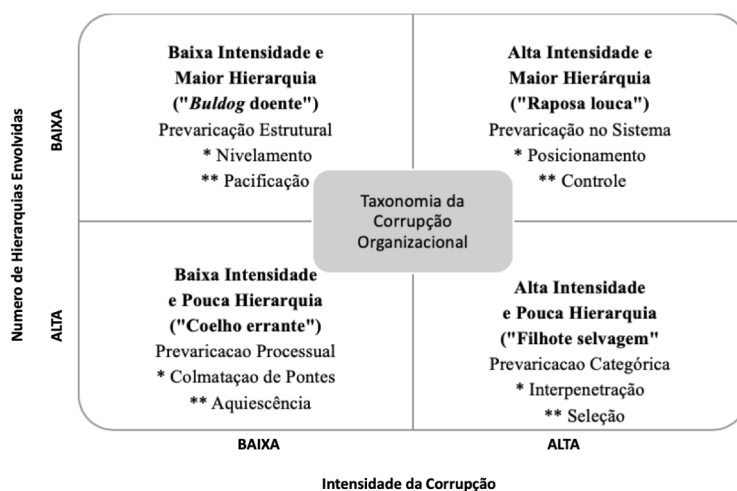 Numero de Hierarquias Envolvidas
BAIXA
ALTA
Baixa Intensidade e
Maior Hierarquia
("Buldog doente")
Prevaricação Estrutural
* Nivelamento
** Pacificação
Alta Intensidade e
Maior Hierárquia
("Raposa louca")
Prevaricação no Sistema
* Posicionamento
** Controle
Taxonomia da
Corrupção
Organizacional
Baixa Intensidade
e Pouca Hierarquia
("Coelho errante")
Prevaricacao Processual
* Colmataçao de Pontes
** Aquiescência
Alta Intensidade
e Pouca Hierarquia
("Filhote selvagem"
Prevaricacao Categórica
* Interpenetração
** Seleção
BAIXA
ALTA
Intensidade da Corrupção